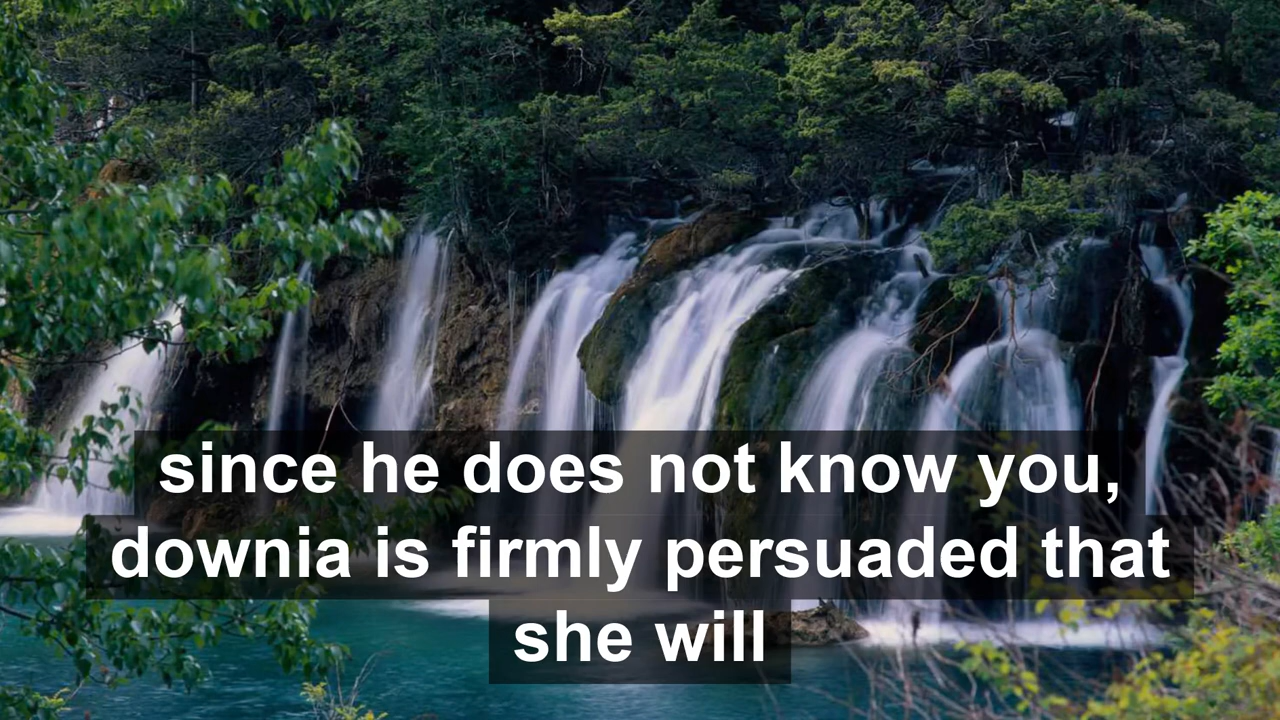 since he does not know you,
downia is firmly persuaded that
she will